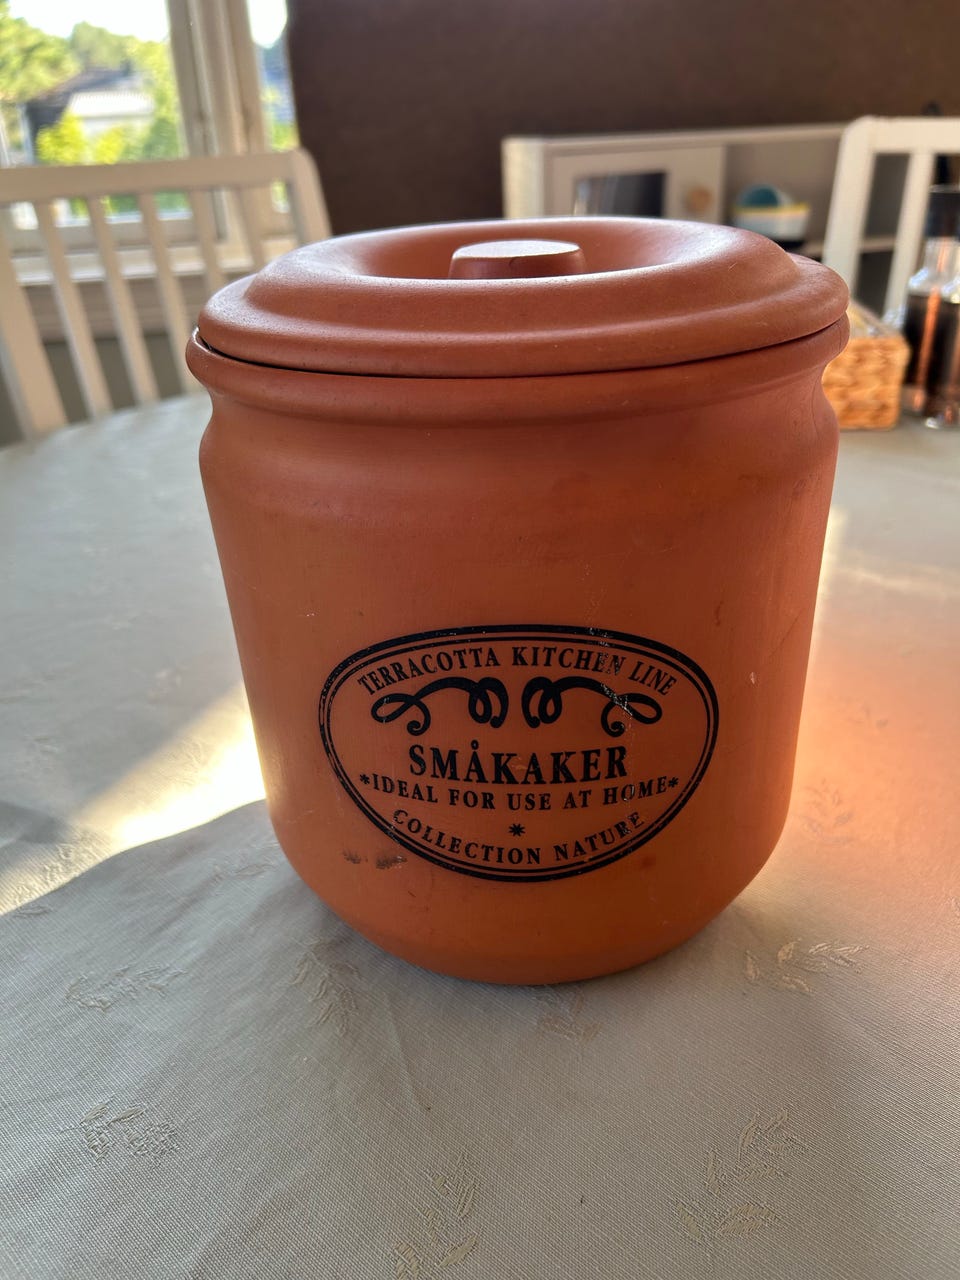 TERRACOTTA KITCHEN LINE
SMÅKAKER
*IDEAL FOR USE AT HOME*
*
COLLECTION NATURE